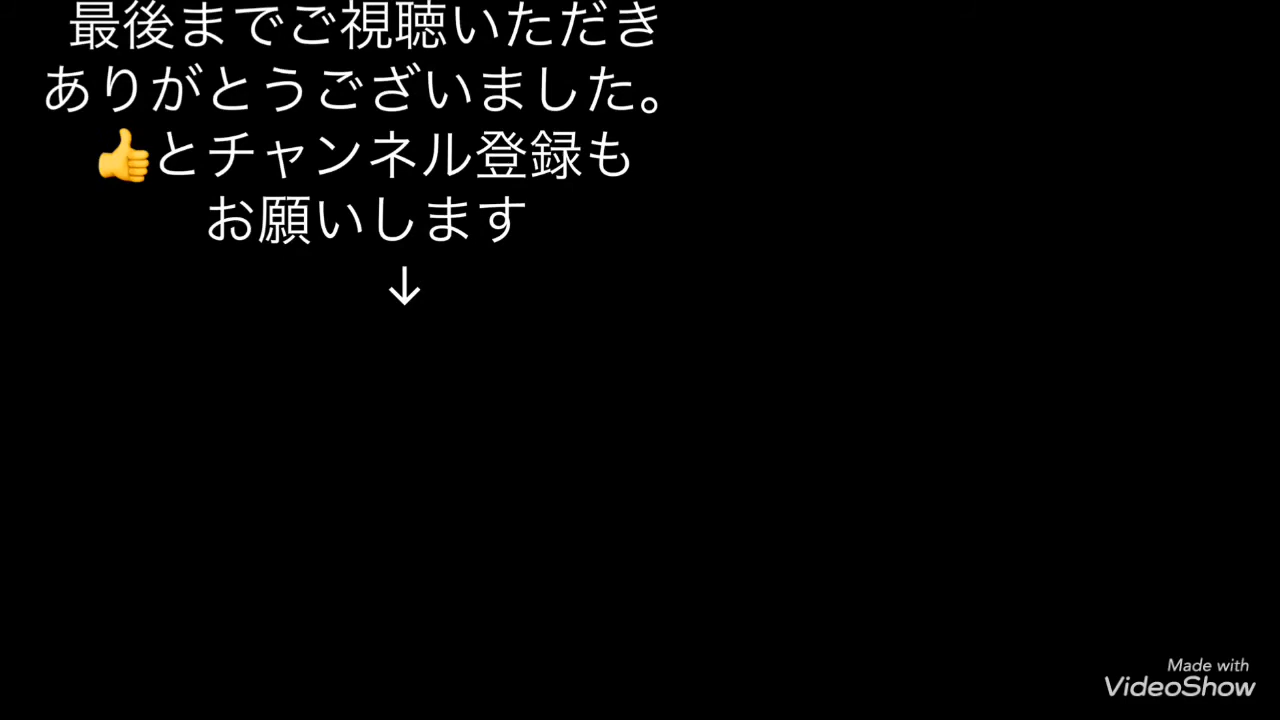 最後までご視聴いただき
ありがとうございました。
👍とチャンネル登録も
お願いします
↓
Made with
VideoShow